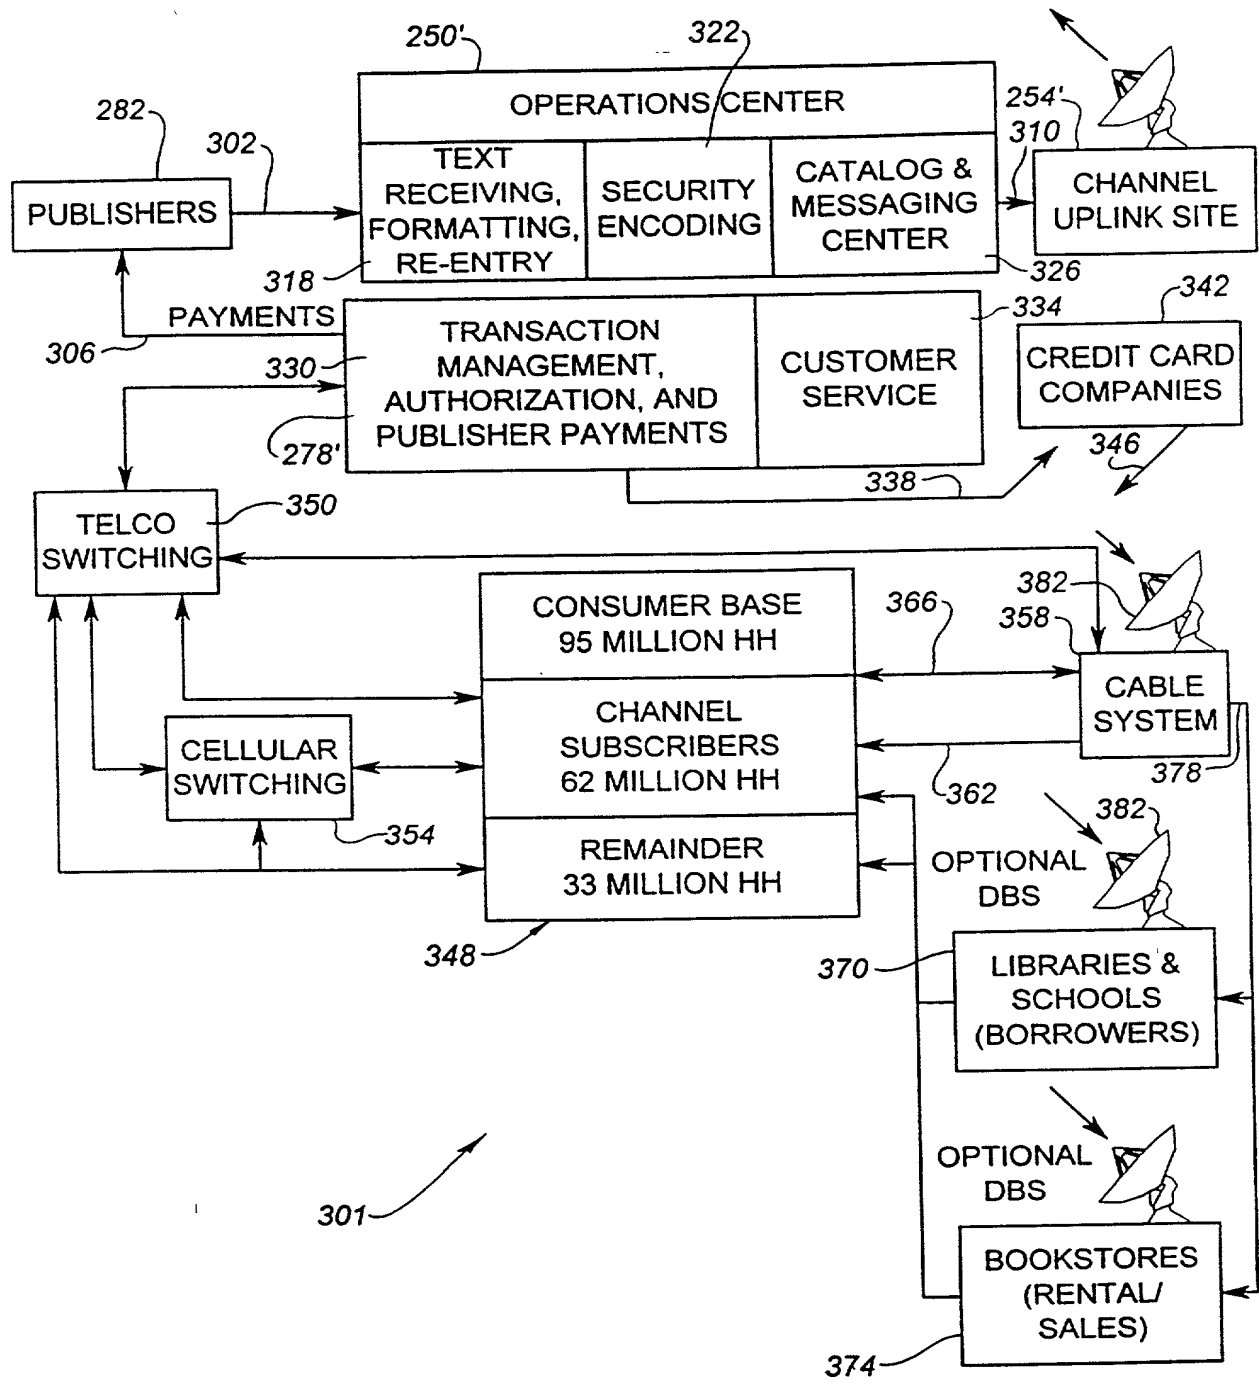 250'
322
OPERATIONS CENTER
282
302
PUBLISHERS
TEXT
RECEIVING,
FORMATTING,
RE-ENTRY
318
SECURITY
ENCODING
CATALOG &
MESSAGING
CENTER
326
310
254'
CHANNEL
UPLINK SITE
PAYMENTS
306
330
TRANSACTION
MANAGEMENT,
AUTHORIZATION, AND
PUBLISHER PAYMENTS
278'
334
CUSTOMER
SERVICE
342
CREDIT CARD
COMPANIES
346
338
350
TELCO
SWITCHING
CONSUMER BASE
95 MILLION HH
366
382
358
CABLE
SYSTEM
378
CHANNEL
SUBSCRIBERS
62 MILLION HH
362
CELLULAR
SWITCHING
354
REMAINDER
33 MILLION HH
348
382
OPTIONAL
DBS
370
LIBRARIES &
SCHOOLS
(BORROWERS)
OPTIONAL
DBS
301
BOOKSTORES
(RENTAL/
SALES)
374